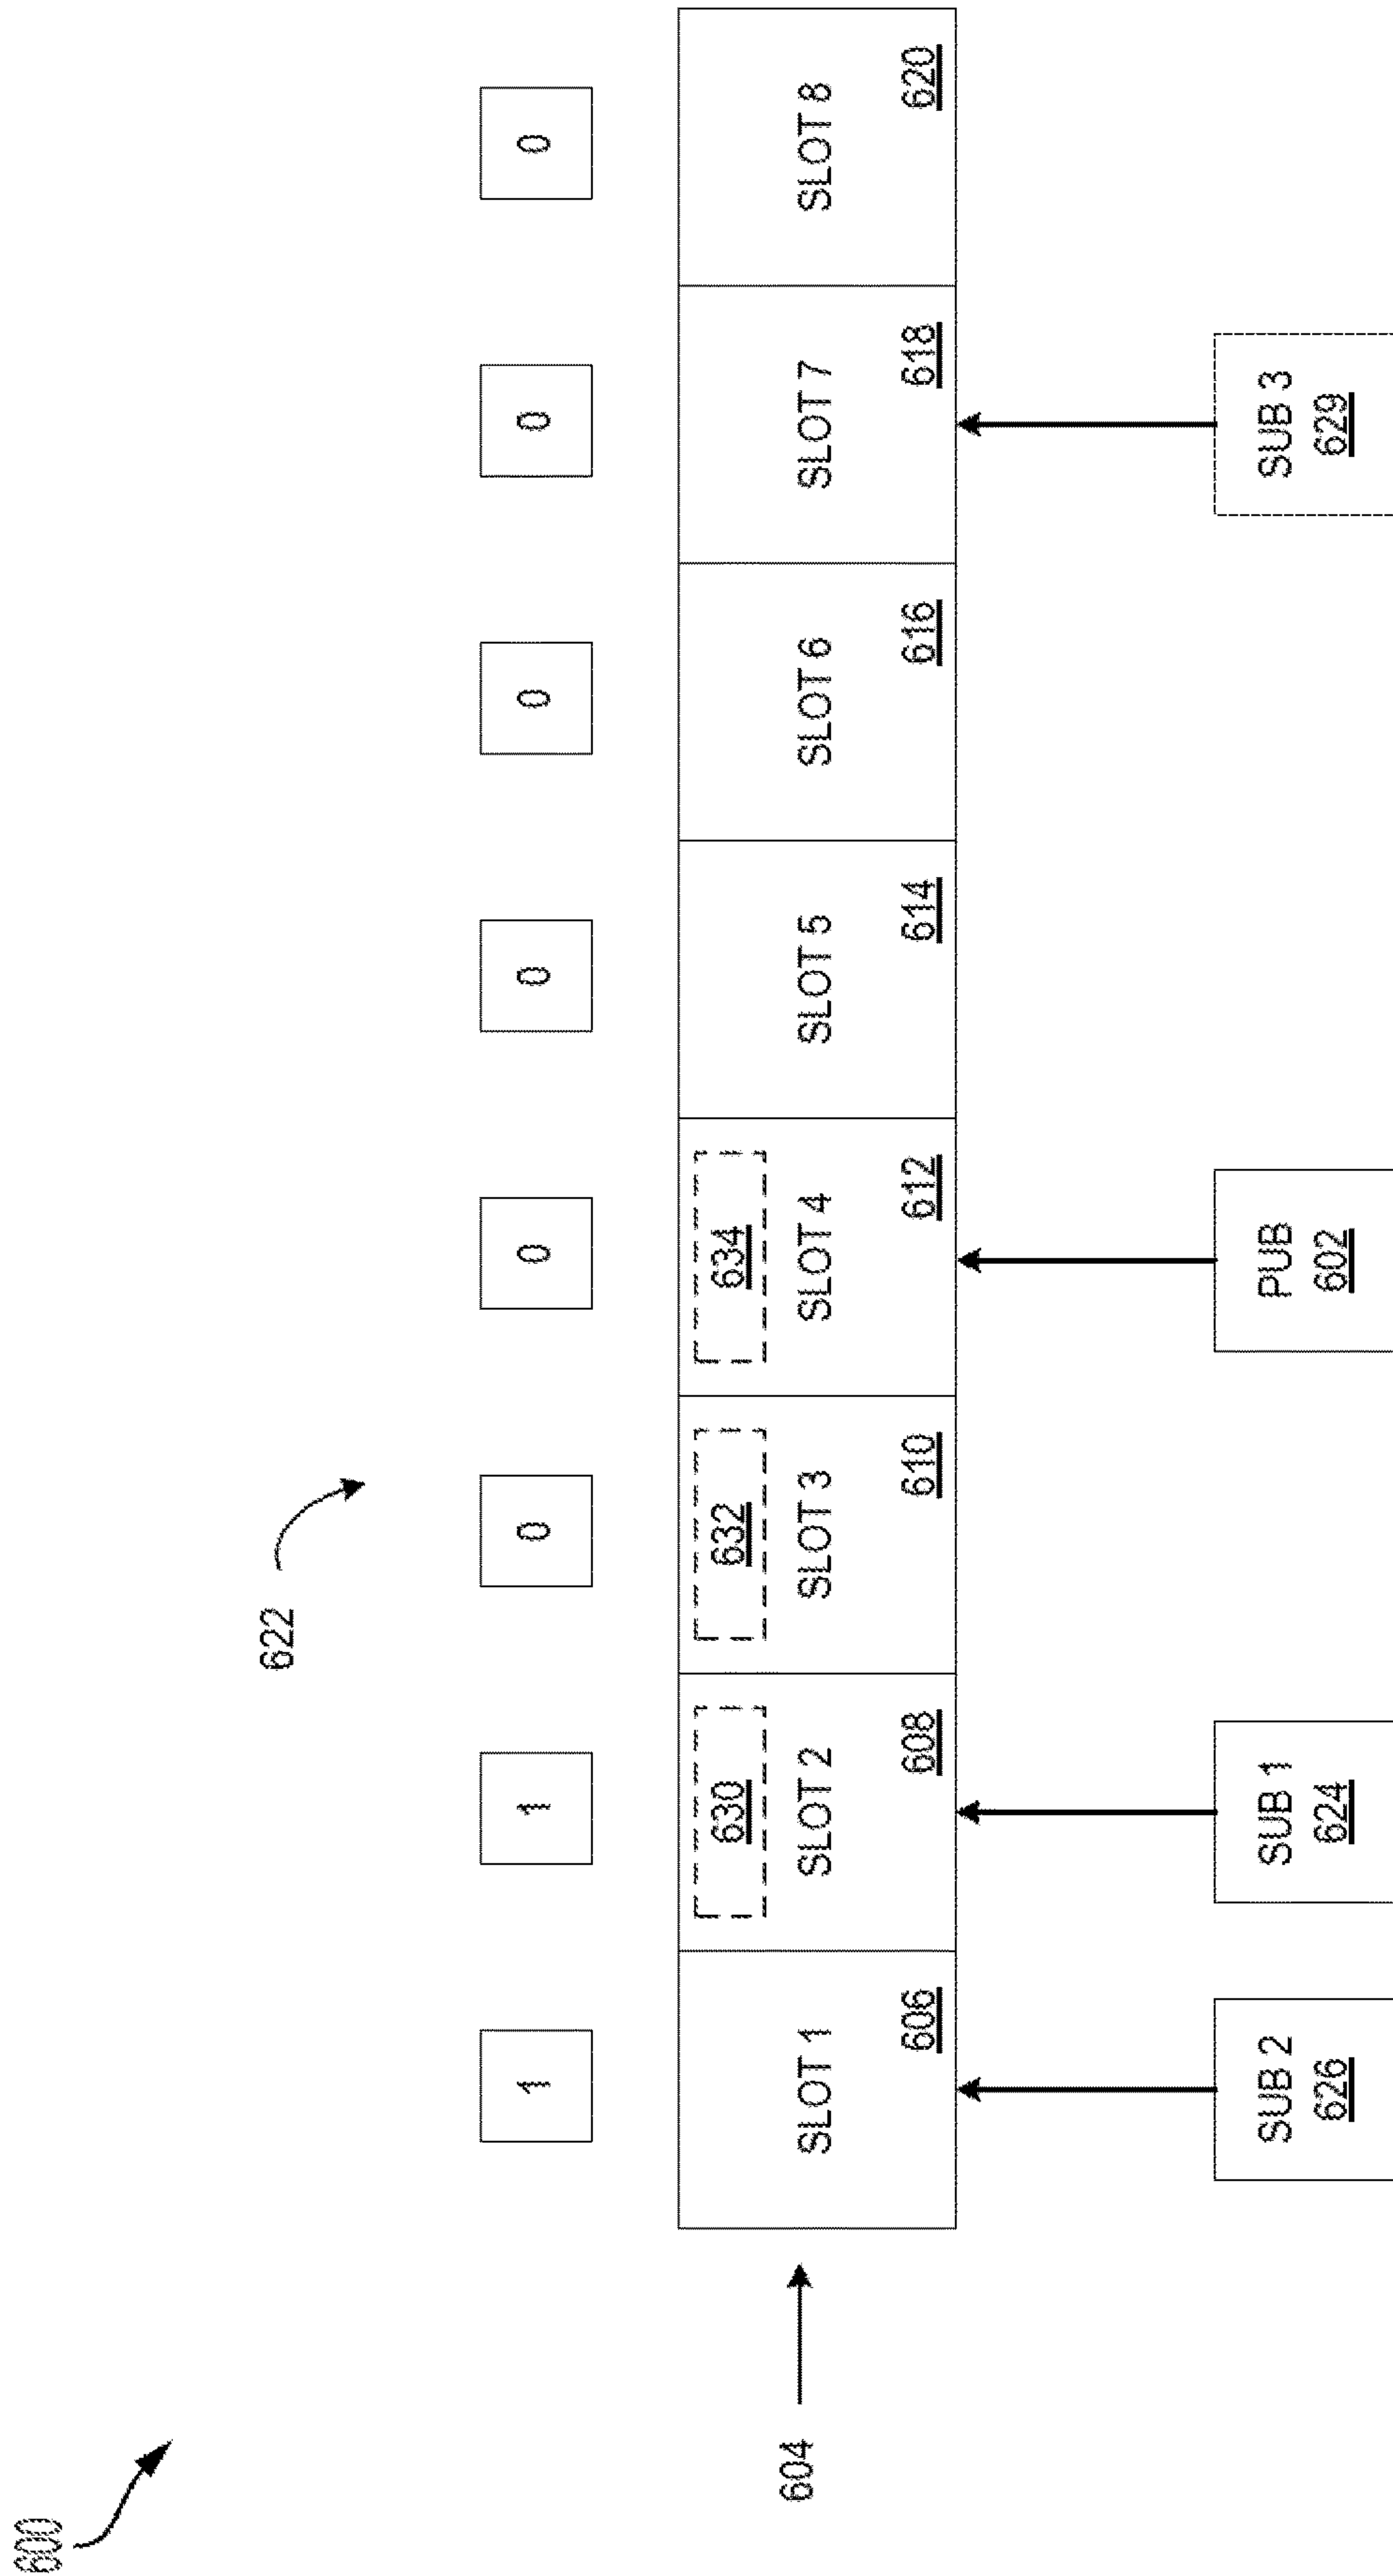 600
622
1
1
0
0
0
0
0
0
604
SLOT 1
606
630
SLOT 2
608
632
SLOT 3
610
634
SLOT 4
612
SLOT 5
614
SLOT 6
616
SLOT 7
618
SLOT 8
620
SUB 2
626
SUB 1
624
PUB
602
SUB 3
629